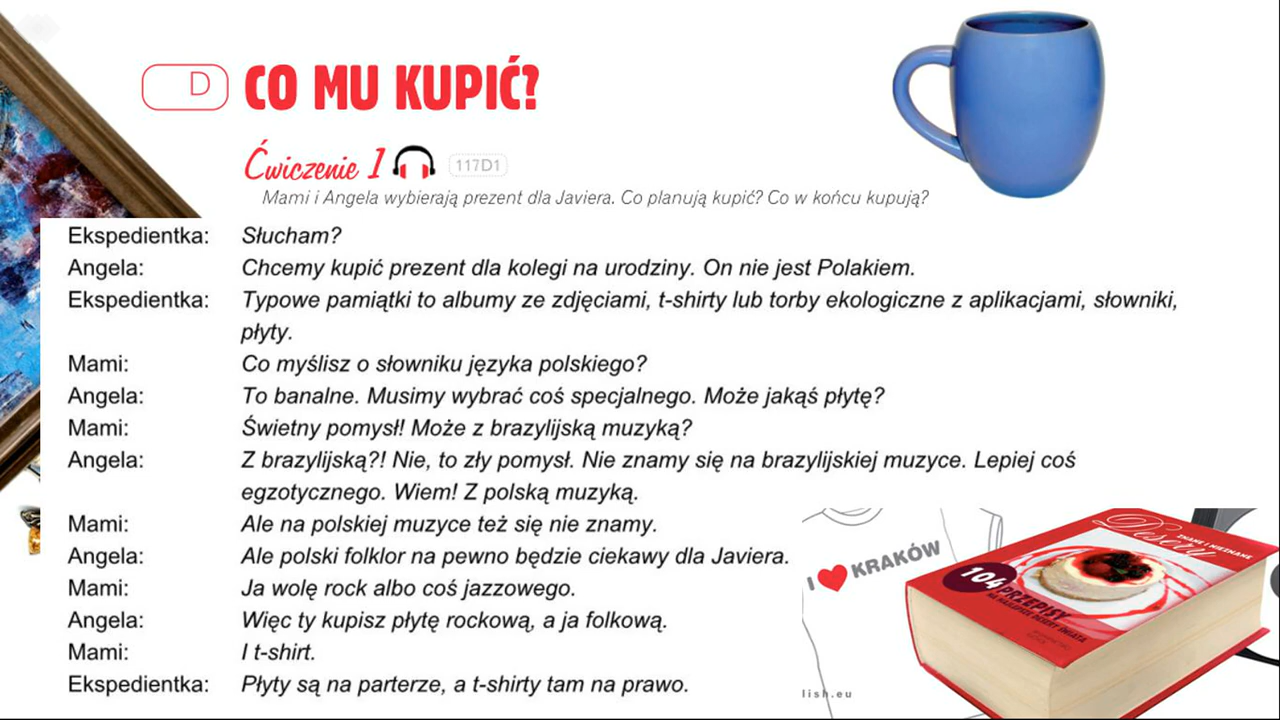 D CO MU KUPIĆ?
Ćwiczenie 1 117D1
Mami i Angela wybierają prezent dla Javiera. Co planują kupić? Co w końcu kupują?
Ekspedientka: Słucham?
Angela: Chcemy kupić prezent dla kolegi na urodziny. On nie jest Polakiem.
Ekspedientka: Typowe pamiątki to albumy ze zdjęciami, t-shirty lub torby ekologiczne z aplikacjami, słowniki,
płyty.
Mami: Co myślisz o słowniku języka polskiego?
Angela: To banalne. Musimy wybrać coś specjalnego. Może jakąś płytę?
Mami: Świetny pomysł! Może z brazylijską muzyką?
Angela: Z brazylijską?! Nie, to zły pomysł. Nie znamy się na brazylijskiej muzyce. Lepiej coś
egzotycznego. Wiem! Z polską muzyką.
Mami: Ale na polskiej muzyce też się nie znamy.
Angela: Ale polski folklor na pewno będzie ciekawy dla Javiera.
Mami: Ja wolę rock albo coś jazzowego.
Angela: Więc ty kupisz płytę rockową, a ja folkową.
Mami: I t-shirt.
Ekspedientka: Płyty są na parterze, a t-shirty tam na prawo.
I KRAKÓW
Desery
ZNANE I NIEZNANE
104 PRZEPISY
NA NAJLEPSZE DESERY ŚWIATA
lish.eu